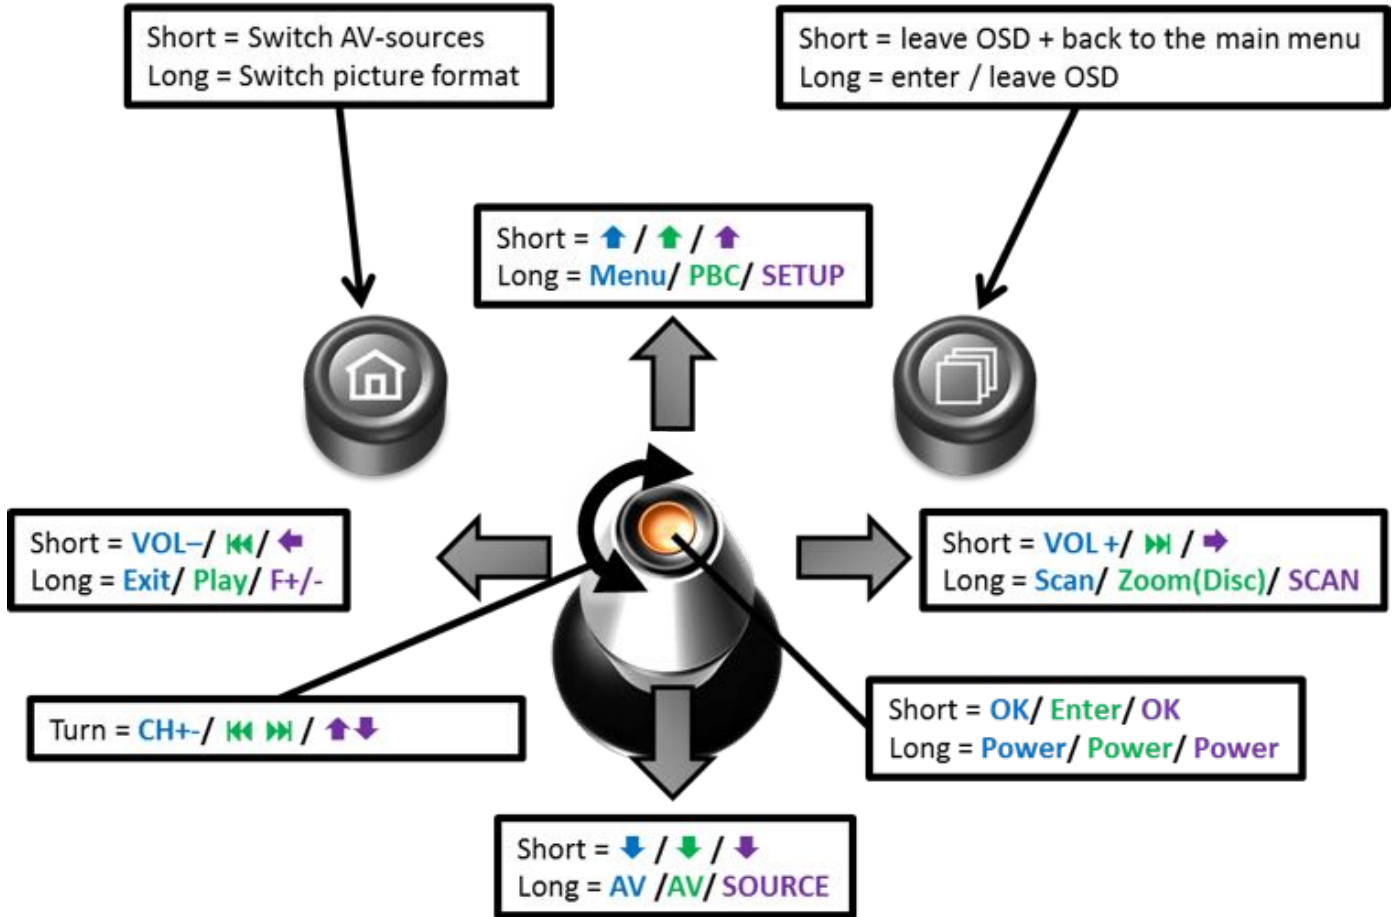 Short = Switch AV-sources
Long = Switch picture format
Short = leave OSD + back to the main menu
Long = enter / leave OSD
Short = ⬆ / ⬆ / ⬆
Long = Menu/ PBC/ SETUP
Short = VOL–/ ⏮/ ⬅
Long = Exit/ Play/ F+/-
Short = VOL +/ ⏭ / ➡
Long = Scan/ Zoom(Disc)/ SCAN
Turn = CH+-/ ⏮ ⏭ / ⬆⬇
Short = OK/ Enter/ OK
Long = Power/ Power/ Power
Short = ⬇ / ⬇ / ⬇
Long = AV /AV/ SOURCE